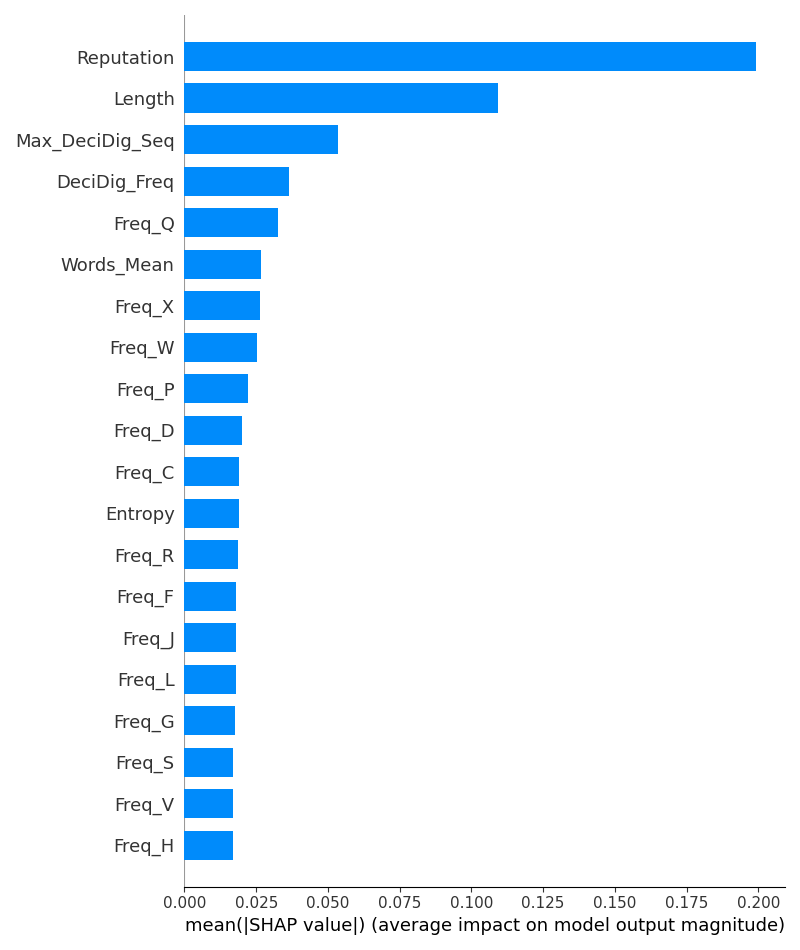 Reputation
Length
Max_DeciDig_Seq
DeciDig_Freq
Freq_Q
Words_Mean
Freq_X
Freq_W
Freq_P
Freq_D
Freq_C
Entropy
Freq_R
Freq_F
Freq_J
Freq_L
Freq_G
Freq_S
Freq_V
Freq_H
0.000 0.025 0.050 0.075 0.100 0.125 0.150 0.175 0.200
mean(|SHAP value|) (average impact on model output magnitude)